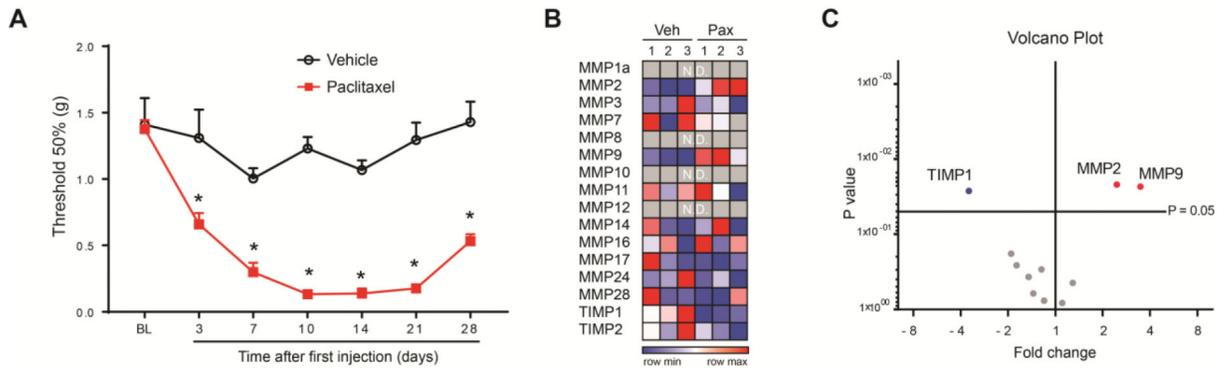 A
Threshold 50% (g)
2.0
1.5
1.0
0.5
0.0
Vehicle
Paclitaxel
*
*
*
*
*
*
BL 3 7 10 14 21 28
Time after first injection (days)
B
Veh Pax
1 2 3 1 2 3
MMP1a N.D.
MMP2
MMP3
MMP7
MMP8 N.D.
MMP9
MMP10 N.D.
MMP11
MMP12 N.D.
MMP14
MMP16
MMP17
MMP24
MMP28
TIMP1
TIMP2
row min row max
C
Volcano Plot
P value
1x10⁻⁰³
1x10⁻⁰²
1x10⁻⁰¹
1x10⁰⁰
TIMP1
MMP2
MMP9
P = 0.05
-8 -4 -2 1 2 4 8
Fold change